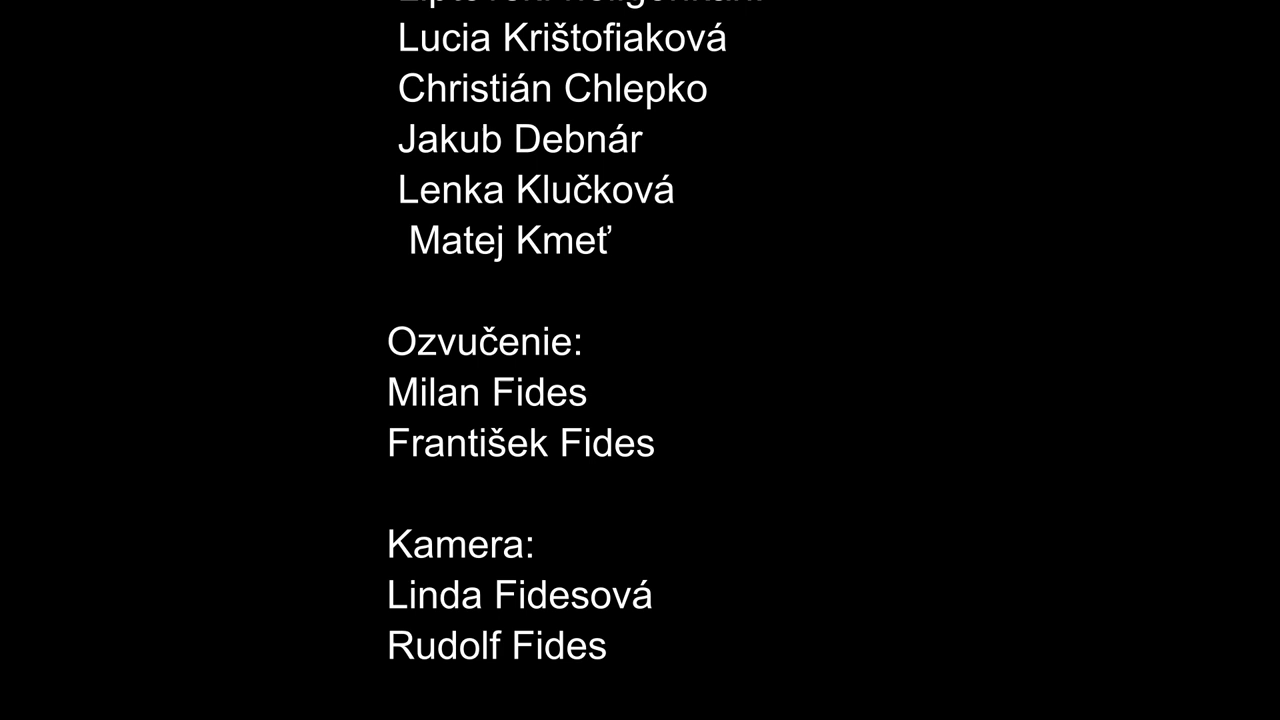 Lucia Krištofiaková
Christián Chlepko
Jakub Debnár
Lenka Klučková
Matej Kmeť
Ozvučenie:
Milan Fides
František Fides
Kamera:
Linda Fidesová
Rudolf Fides